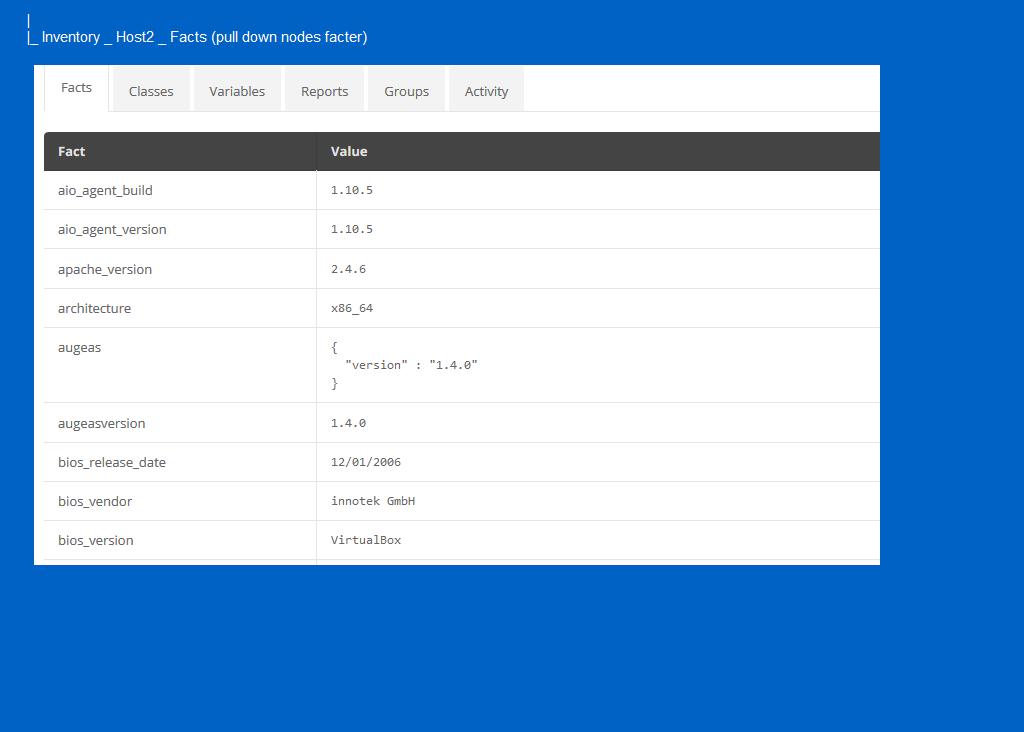 |
|_ Inventory _ Host2 _ Facts (pull down nodes facter)
Facts Classes Variables Reports Groups Activity
Fact Value
aio_agent_build 1.10.5
aio_agent_version 1.10.5
apache_version 2.4.6
architecture x86_64
augeas {
"version" : "1.4.0"
}
augeasversion 1.4.0
bios_release_date 12/01/2006
bios_vendor innotek GmbH
bios_version VirtualBox